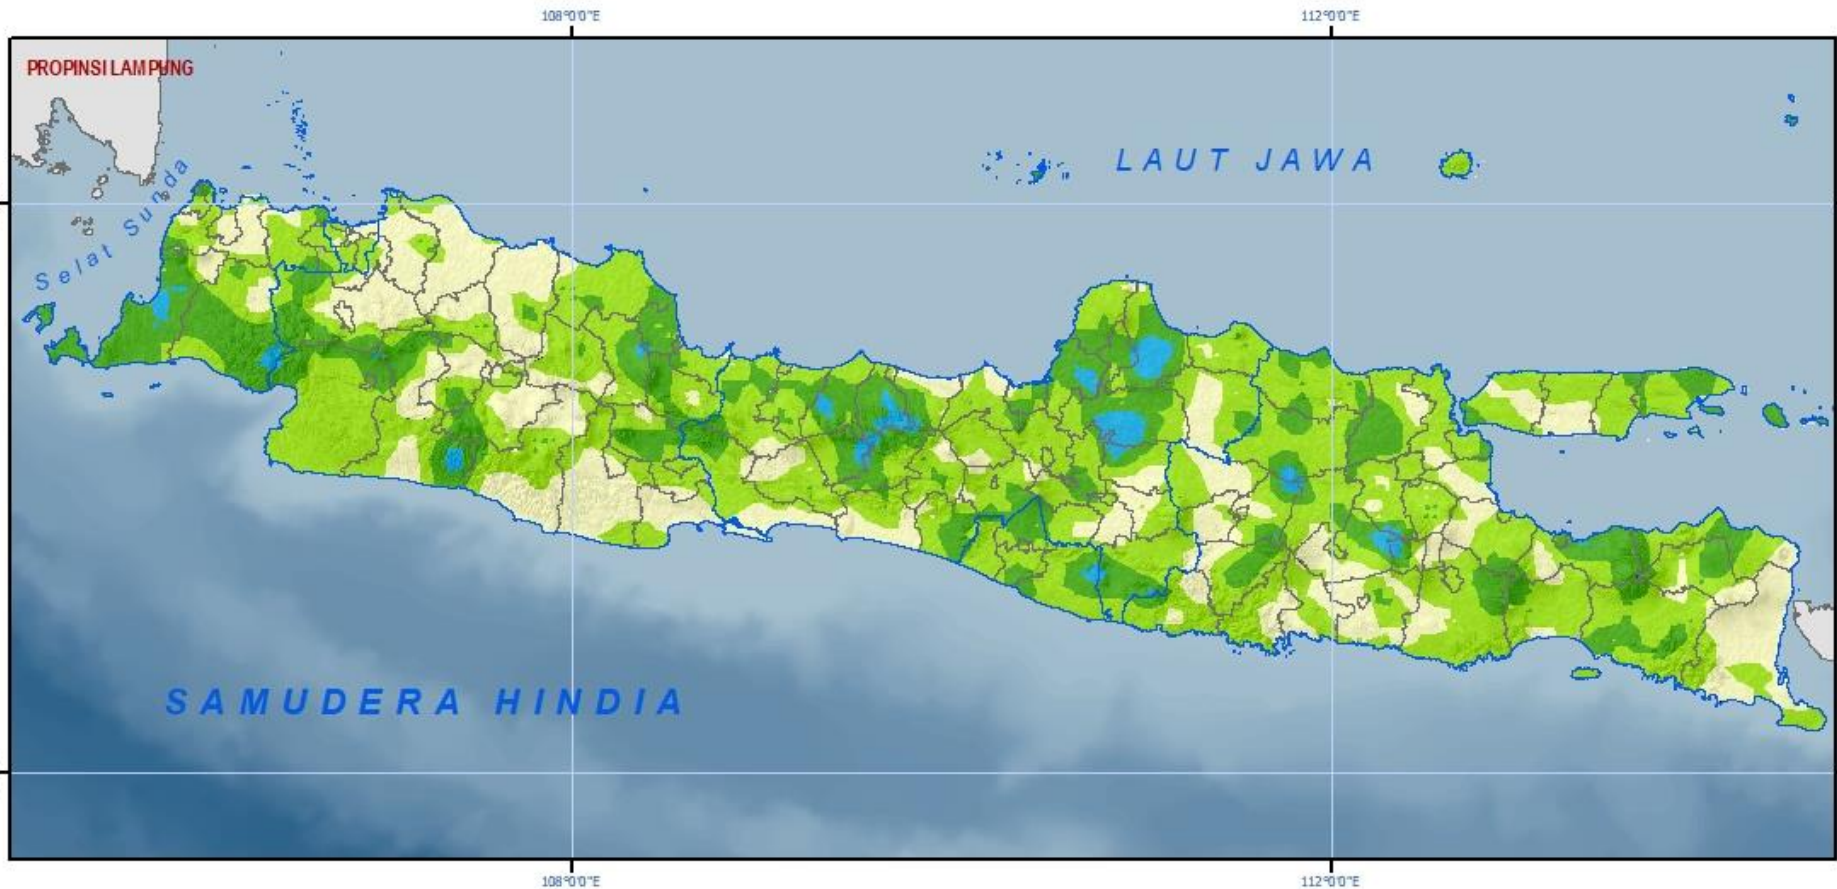 108°0'0"E
112°0'0"E
PROPINSI LAMPUNG
LAUT JAWA
Selat Sunda
SAMUDERA HINDIA
108°0'0"E
112°0'0"E